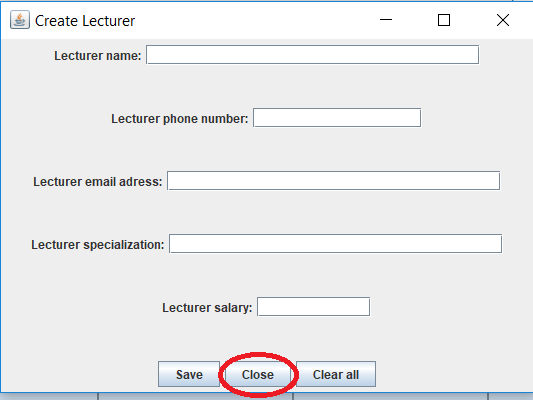 Create Lecturer
Lecturer name:
Lecturer phone number:
Lecturer email adress:
Lecturer specialization:
Lecturer salary:
Save Close Clear all